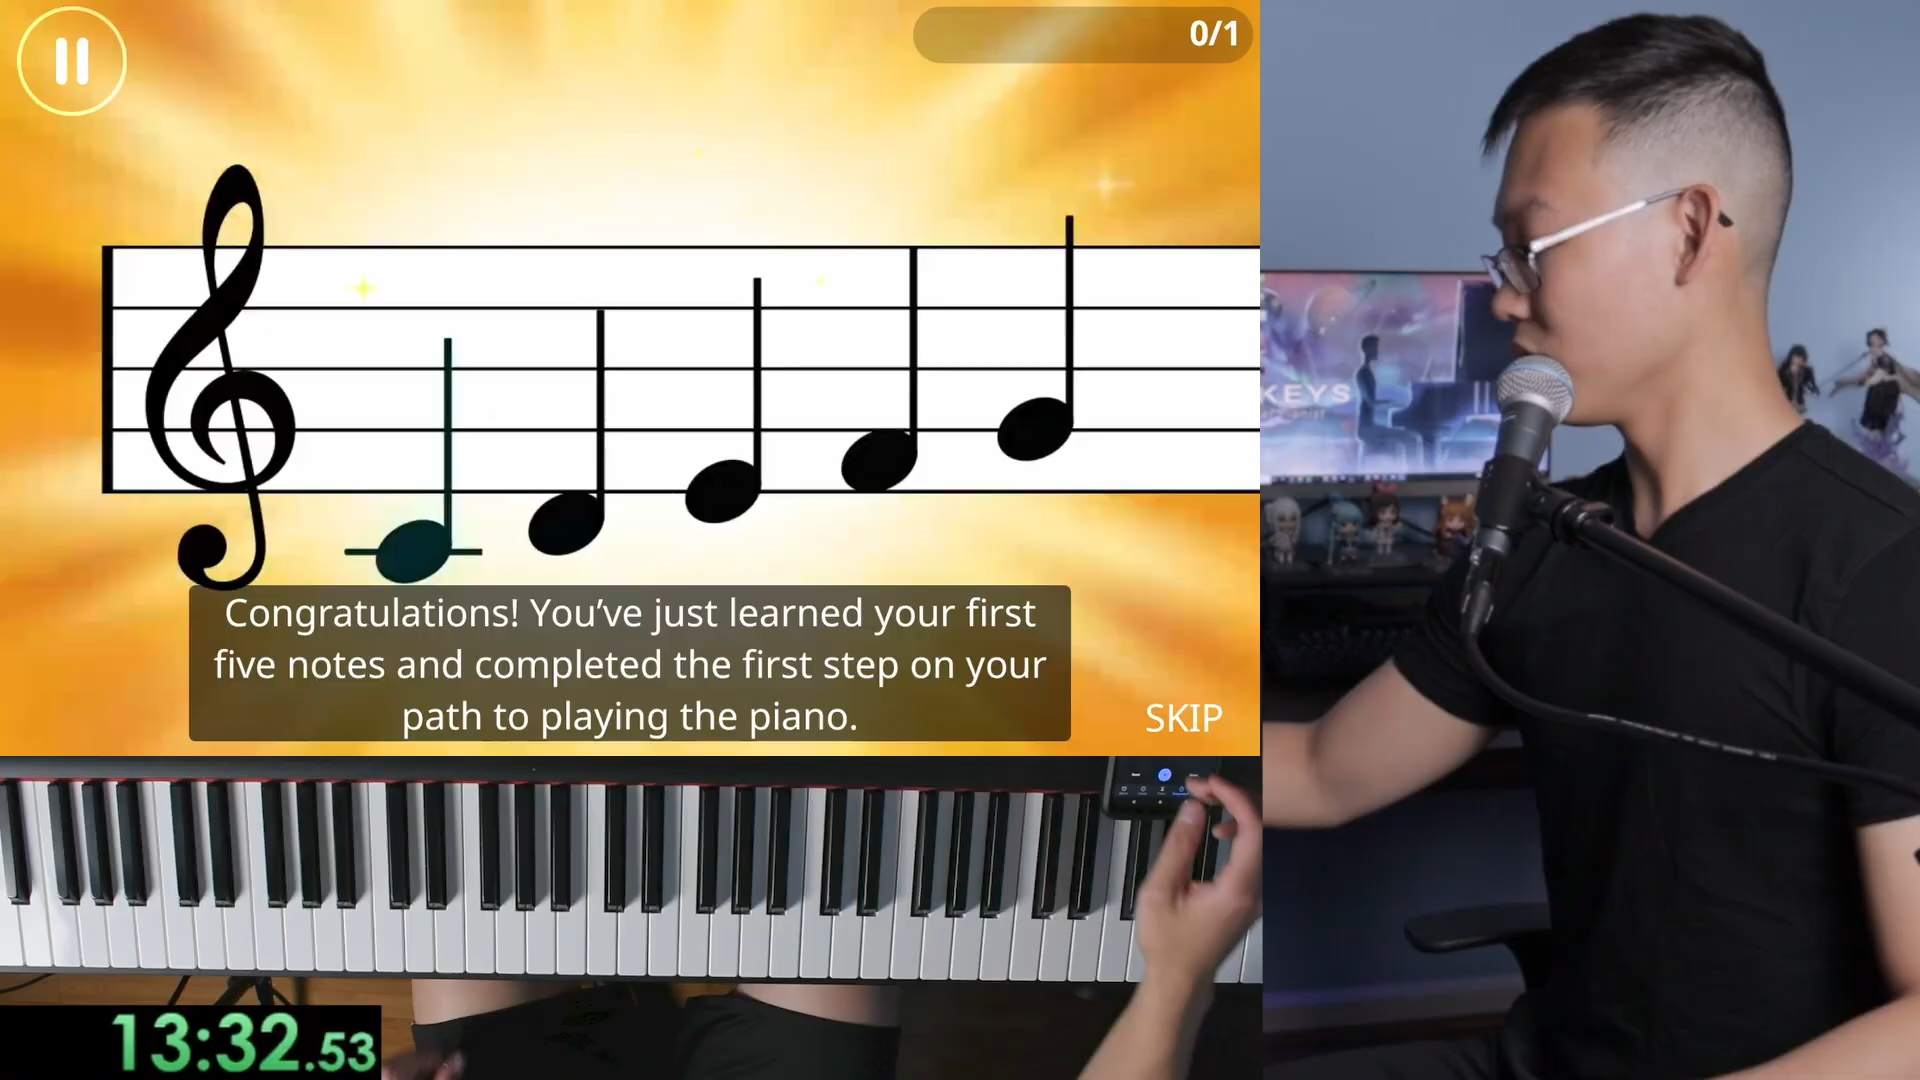 0/1
Congratulations! You’ve just learned your first
five notes and completed the first step on your
path to playing the piano.
SKIP
KEYS
13:32.53